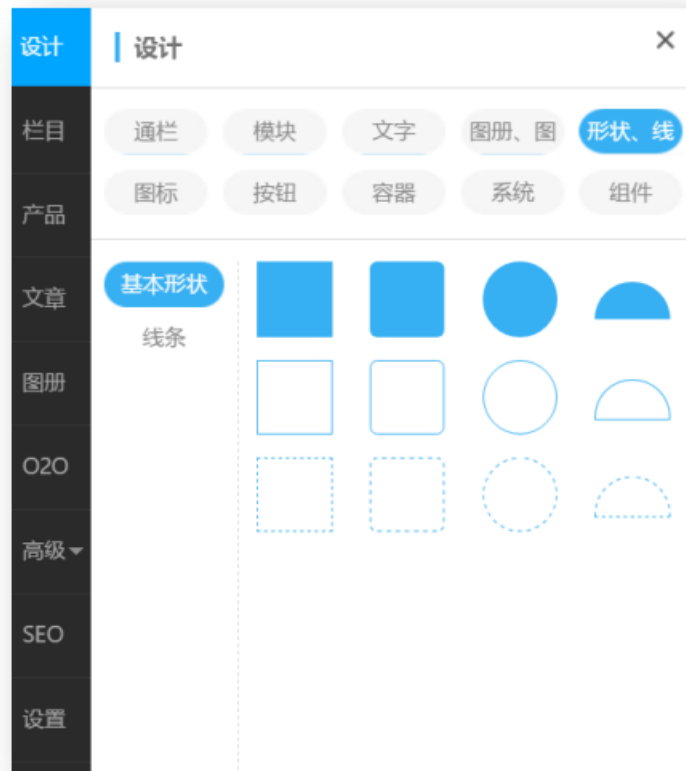 设计
栏目
产品
文章
图册
O2O
高级
SEO
设置
设计
通栏 模块 文字 图册、图 形状、线
图标 按钮 容器 系统 组件
基本形状
线条